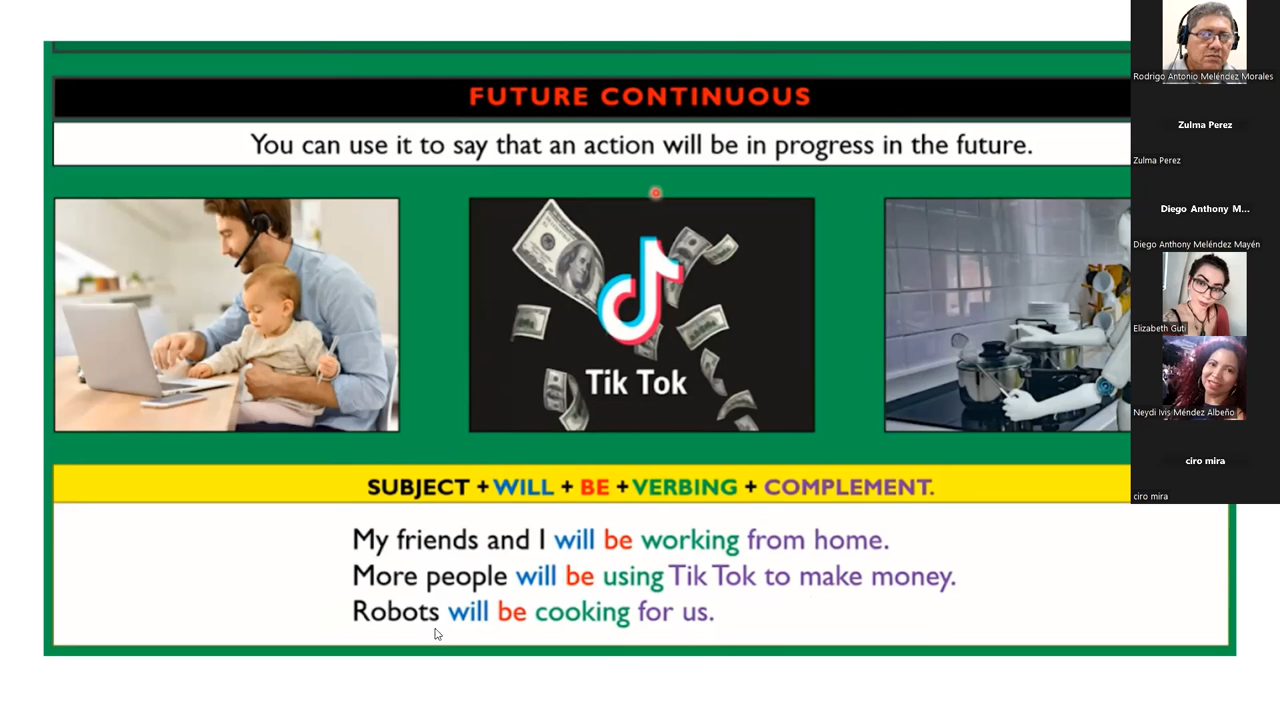 FUTURE CONTINUOUS
You can use it to say that an action will be in progress in the future.
Tik Tok
SUBJECT + WILL + BE + VERBING + COMPLEMENT.
My friends and I will be working from home.
More people will be using Tik Tok to make money.
Robots will be cooking for us.
Rodrigo Antonio Meléndez Morales
Zulma Perez
Zulma Perez
Diego Anthony M...
Diego Anthony Meléndez Mayén
Elizabeth Guti
Neydi Ivis Méndez Albeño
ciro mira
ciro mira